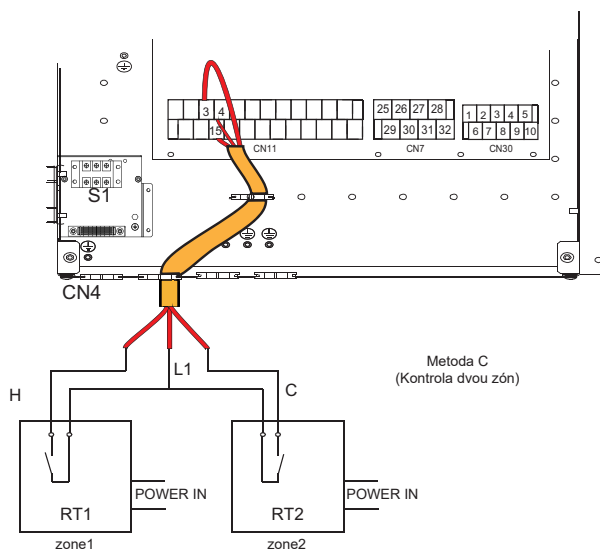 3 4
25 26 27 28
1 2 3 4 5
15
29 30 31 32
6 7 8 9 10
CN11
CN7
CN30
S1
CN4
L1
Metoda C
(Kontrola dvou zón)
H
C
POWER IN
POWER IN
RT1
RT2
zone1
zone2